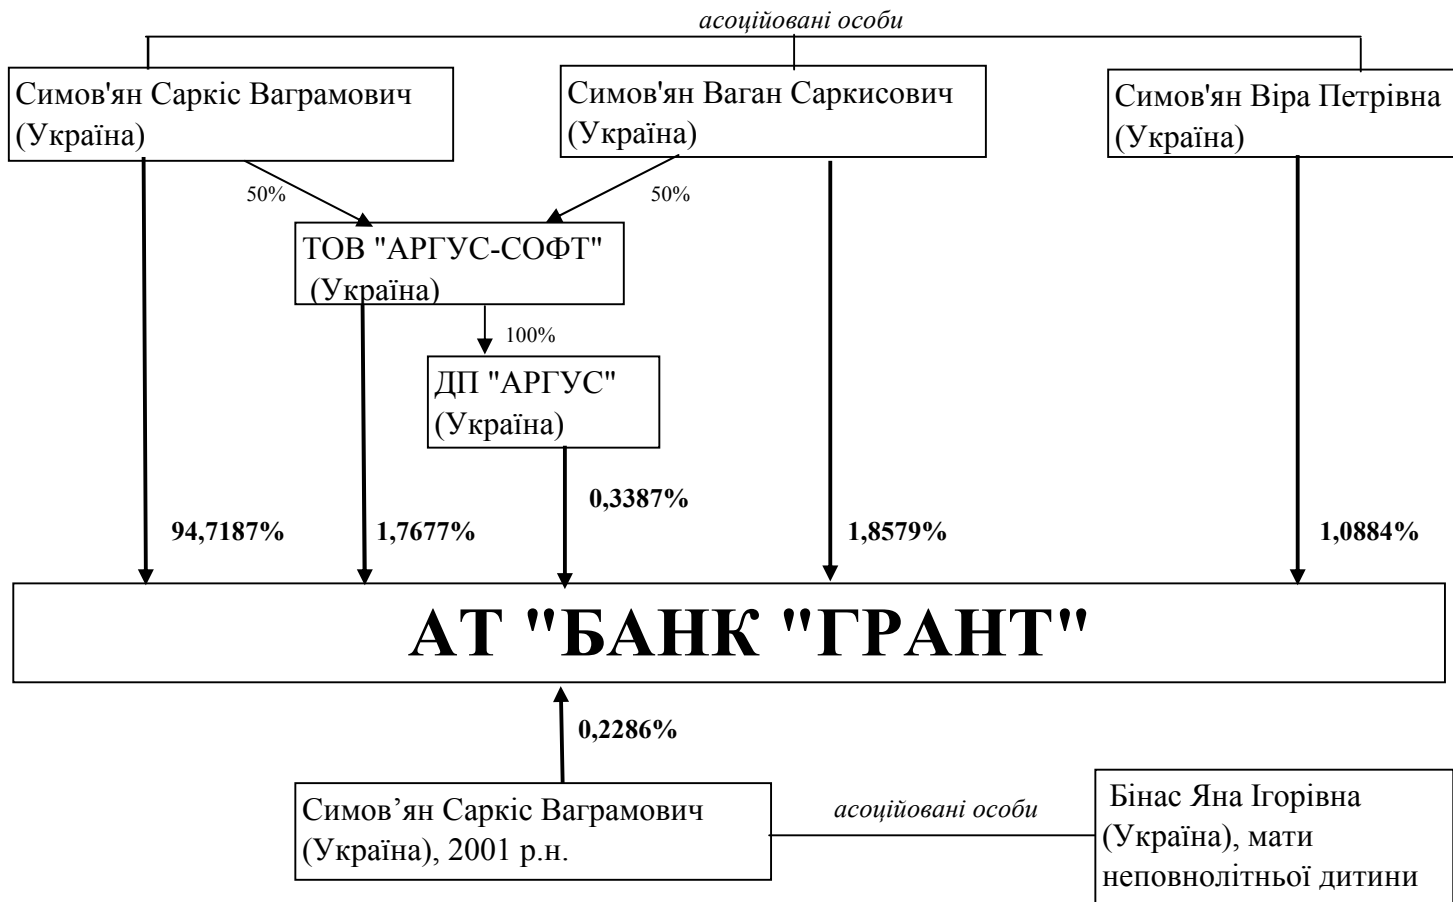 асоційовані особи
Симов'ян Саркіс Ваграмович
(Україна)
Симов'ян Ваган Саркисович
(Україна)
Симов'ян Віра Петрівна
(Україна)
50%
50%
ТОВ "АРГУС-СОФТ"
(Україна)
100%
ДП "АРГУС"
(Україна)
94,7187%
1,7677%
0,3387%
1,8579%
1,0884%
АТ "БАНК "ГРАНТ"
0,2286%
Симов’ян Саркіс Ваграмович
(Україна), 2001 р.н.
асоційовані особи
Бінас Яна Ігорівна
(Україна), мати
неповнолітньої дитини